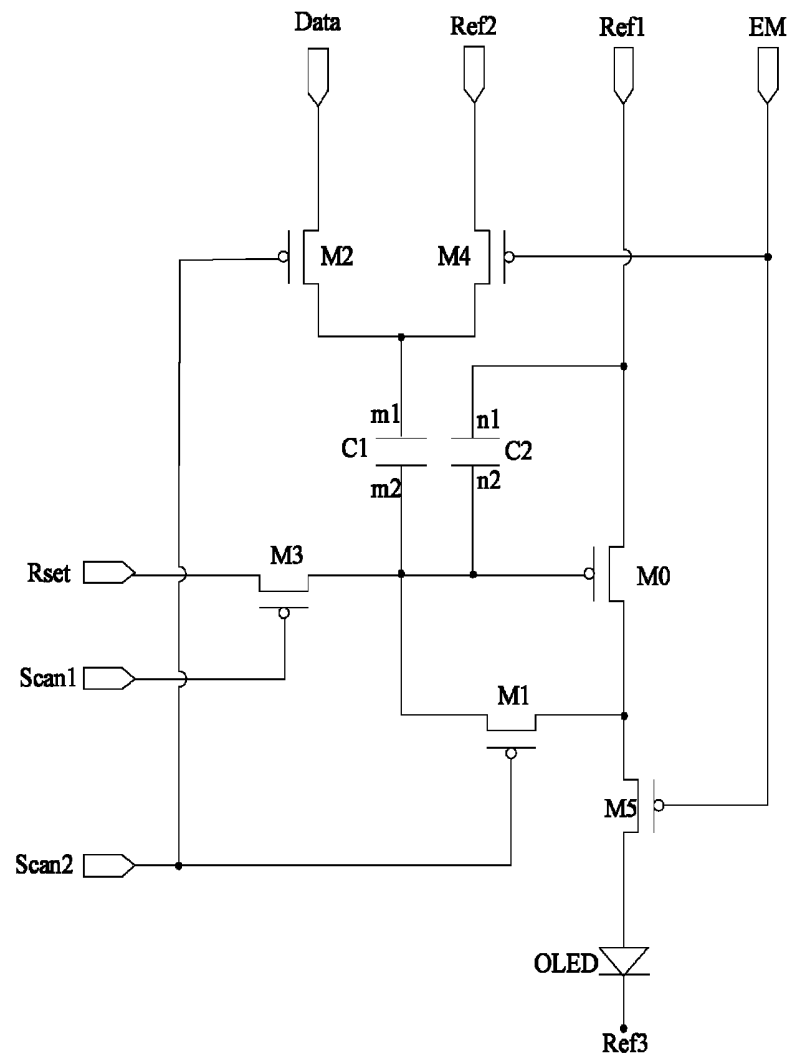 Data
Ref2
Ref1
EM
M2
M4
m1
n1
C1
C2
m2
n2
M3
Rset
M0
Scan1
M1
M5
Scan2
OLED
Ref3